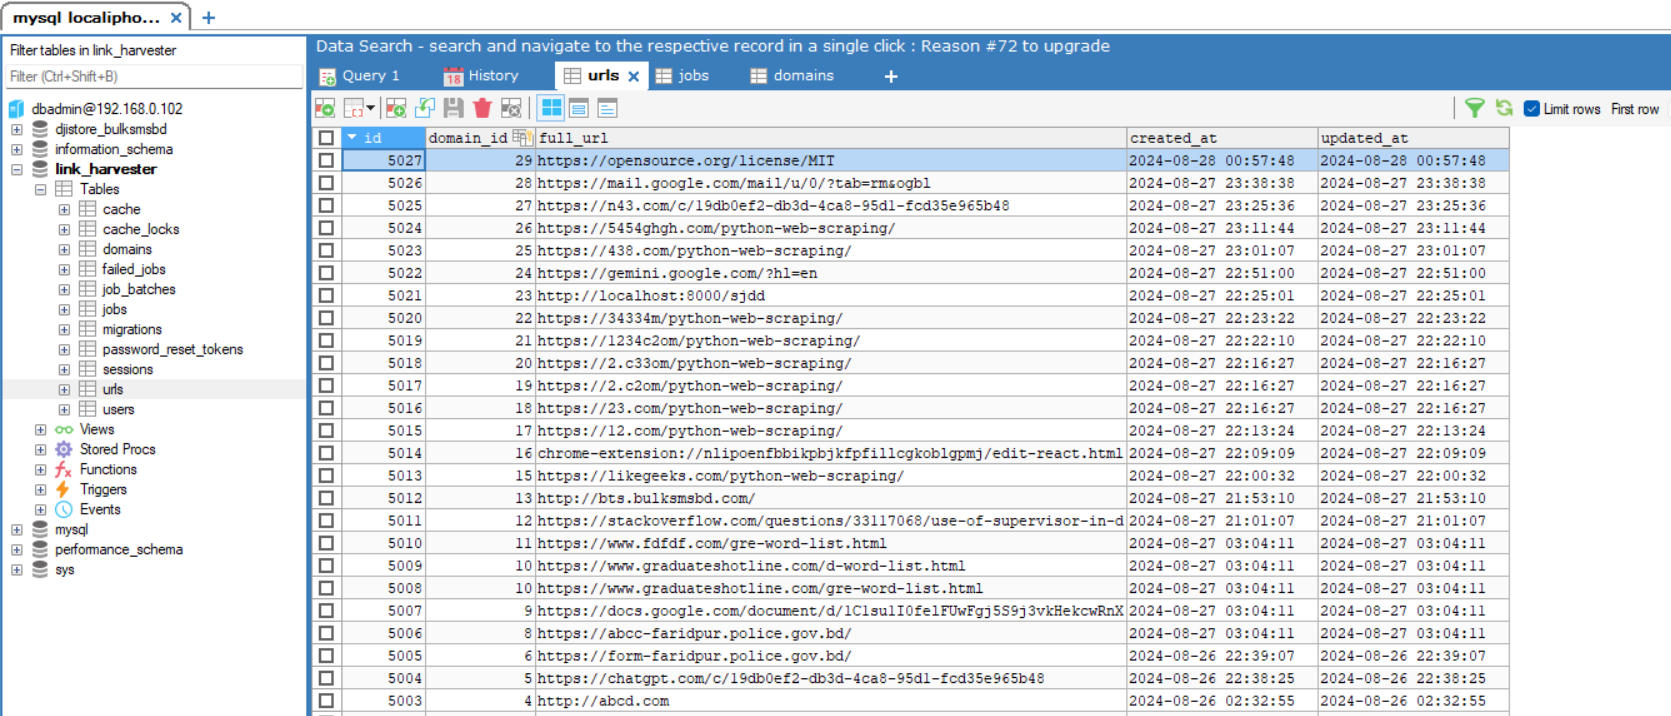 mysql localipho... × +
Filter tables in link_harvester
Filter (Ctrl+Shift+B)
dbadmin@192.168.0.102
djistore_bulksmsbd
information_schema
link_harvester
Tables
cache
cache_locks
domains
failed_jobs
job_batches
jobs
migrations
password_reset_tokens
sessions
urls
users
Views
Stored Procs
Functions
Triggers
Events
mysql
performance_schema
sys
Data Search - search and navigate to the respective record in a single click : Reason #72 to upgrade
Query 1 18 History urls × jobs domains +
Limit rows First row
id domain_id full_url created_at updated_at
5027 29 https://opensource.org/license/MIT 2024-08-28 00:57:48 2024-08-28 00:57:48
5026 28 https://mail.google.com/mail/u/0/?tab=rm&ogbl 2024-08-27 23:38:38 2024-08-27 23:38:38
5025 27 https://n43.com/c/19db0ef2-db3d-4ca8-95d1-fcd35e965b48 2024-08-27 23:25:36 2024-08-27 23:25:36
5024 26 https://5454ghgh.com/python-web-scraping/ 2024-08-27 23:11:44 2024-08-27 23:11:44
5023 25 https://438.com/python-web-scraping/ 2024-08-27 23:01:07 2024-08-27 23:01:07
5022 24 https://gemini.google.com/?hl=en 2024-08-27 22:51:00 2024-08-27 22:51:00
5021 23 http://localhost:8000/sjdd 2024-08-27 22:25:01 2024-08-27 22:25:01
5020 22 https://34334m/python-web-scraping/ 2024-08-27 22:23:22 2024-08-27 22:23:22
5019 21 https://1234c2om/python-web-scraping/ 2024-08-27 22:22:10 2024-08-27 22:22:10
5018 20 https://2.c33om/python-web-scraping/ 2024-08-27 22:16:27 2024-08-27 22:16:27
5017 19 https://2.c2om/python-web-scraping/ 2024-08-27 22:16:27 2024-08-27 22:16:27
5016 18 https://23.com/python-web-scraping/ 2024-08-27 22:16:27 2024-08-27 22:16:27
5015 17 https://12.com/python-web-scraping/ 2024-08-27 22:13:24 2024-08-27 22:13:24
5014 16 chrome-extension://nlipoenfbbikpbjkfpfillcgkoblgpmj/edit-react.html 2024-08-27 22:09:09 2024-08-27 22:09:09
5013 15 https://likegeeks.com/python-web-scraping/ 2024-08-27 22:00:32 2024-08-27 22:00:32
5012 13 http://bts.bulksmsbd.com/ 2024-08-27 21:53:10 2024-08-27 21:53:10
5011 12 https://stackoverflow.com/questions/33117068/use-of-supervisor-in-d 2024-08-27 21:01:07 2024-08-27 21:01:07
5010 11 https://www.fdfdf.com/gre-word-list.html 2024-08-27 03:04:11 2024-08-27 03:04:11
5009 10 https://www.graduateshotline.com/d-word-list.html 2024-08-27 03:04:11 2024-08-27 03:04:11
5008 10 https://www.graduateshotline.com/gre-word-list.html 2024-08-27 03:04:11 2024-08-27 03:04:11
5007 9 https://docs.google.com/document/d/1C1su1I0felFUwFgj5S9j3vkHekcwRnX 2024-08-27 03:04:11 2024-08-27 03:04:11
5006 8 https://abcc-faridpur.police.gov.bd/ 2024-08-27 03:04:11 2024-08-27 03:04:11
5005 6 https://form-faridpur.police.gov.bd/ 2024-08-26 22:39:07 2024-08-26 22:39:07
5004 5 https://chatgpt.com/c/19db0ef2-db3d-4ca8-95d1-fcd35e965b48 2024-08-26 22:38:25 2024-08-26 22:38:25
5003 4 http://abcd.com 2024-08-26 02:32:55 2024-08-26 02:32:55